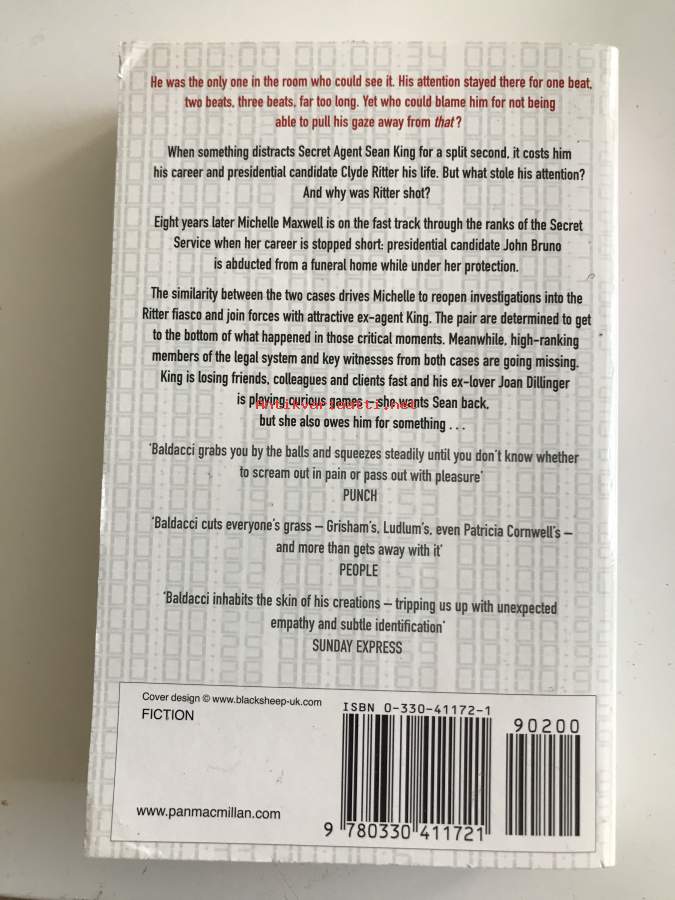 He was the only one in the room who could see it. His attention stayed there for one beat,
two beats, three beats, far too long. Yet who could blame him for not being
able to pull his gaze away from that?
When something distracts Secret Agent Sean King for a split second, it costs him
his career and presidential candidate Clyde Ritter his life. But what stole his attention?
And why was Ritter shot?
Eight years later Michelle Maxwell is on the fast track through the ranks of the Secret
Service when her career is stopped short: presidential candidate John Bruno
is abducted from a funeral home while under her protection.
The similarity between the two cases drives Michelle to reopen investigations into the
Ritter fiasco and join forces with attractive ex-agent King. The pair are determined to get
to the bottom of what happened in those critical moments. Meanwhile, high-ranking
members of the legal system and key witnesses from both cases are going missing.
King is losing friends, colleagues and clients fast and his ex-lover Joan Dillinger
is playing curious games – she wants Sean back,
Antikvariaatti.net
but she also owes him for something . . .
'Baldacci grabs you by the balls and squeezes steadily until you don't know whether
to scream out in pain or pass out with pleasure'
PUNCH
'Baldacci cuts everyone's grass – Grisham's, Ludlum's, even Patricia Cornwell's –
and more than gets away with it'
PEOPLE
'Baldacci inhabits the skin of his creations – tripping us up with unexpected
empathy and subtle identification'
SUNDAY EXPRESS
Cover design © www.blacksheep-uk.com
FICTION
ISBN 0-330-41172-1
90200
www.panmacmillan.com
9 780330 411721